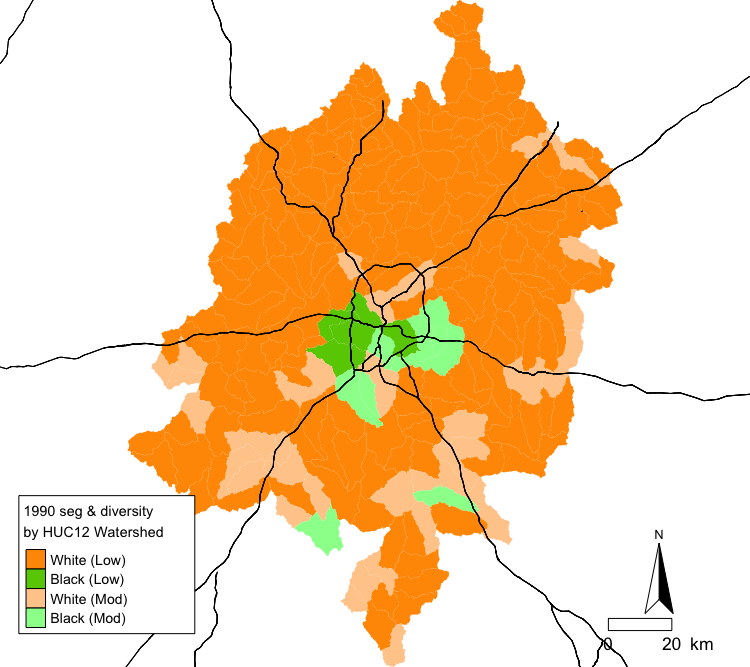 1990 seg & diversity
by HUC12 Watershed
White (Low)
Black (Low)
White (Mod)
Black (Mod)
N
0 20 km